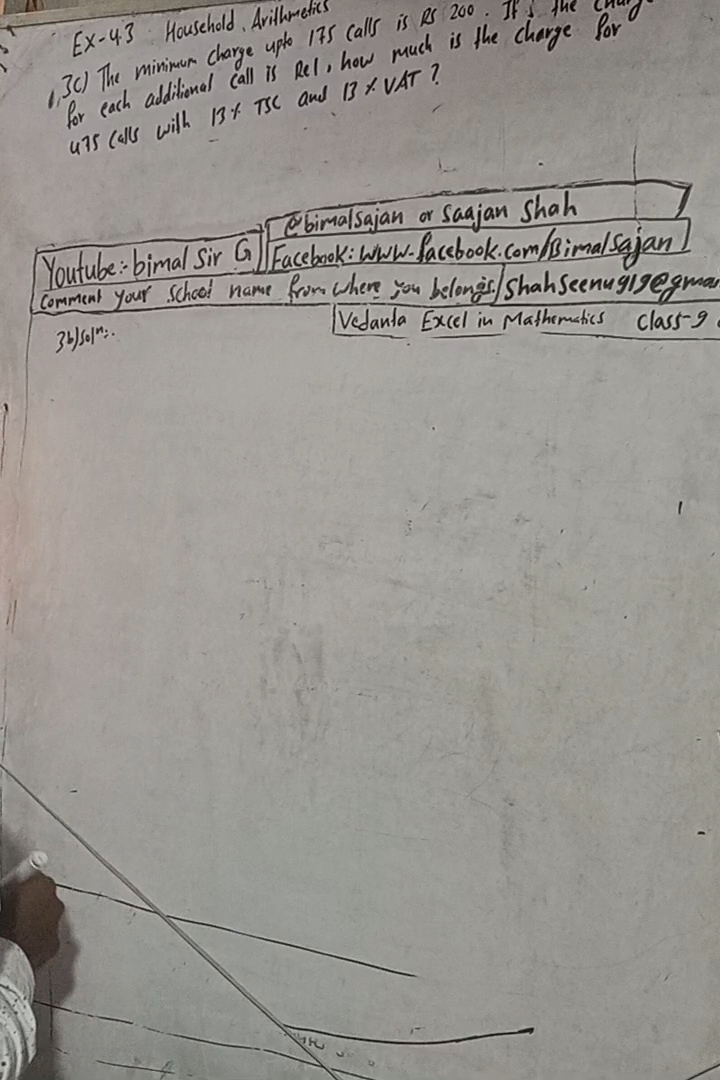 Ex-4.3 Household Arithmetics
3c) The minimum charge upto 175 calls is RS 200. If the
for each additional call is Re1, how much is the charge for
475 calls with 13% TSC and 13% VAT?
@bimalsajan or Saajan Shah
Youtube:- bimal Sir G
Facebook: www.facebook.com/Bimalsajan
Comment your School name from where you belongs. Shahseenu919@gmai
Vedanta Excel in Mathematics Class-9
3b) Solⁿ:-